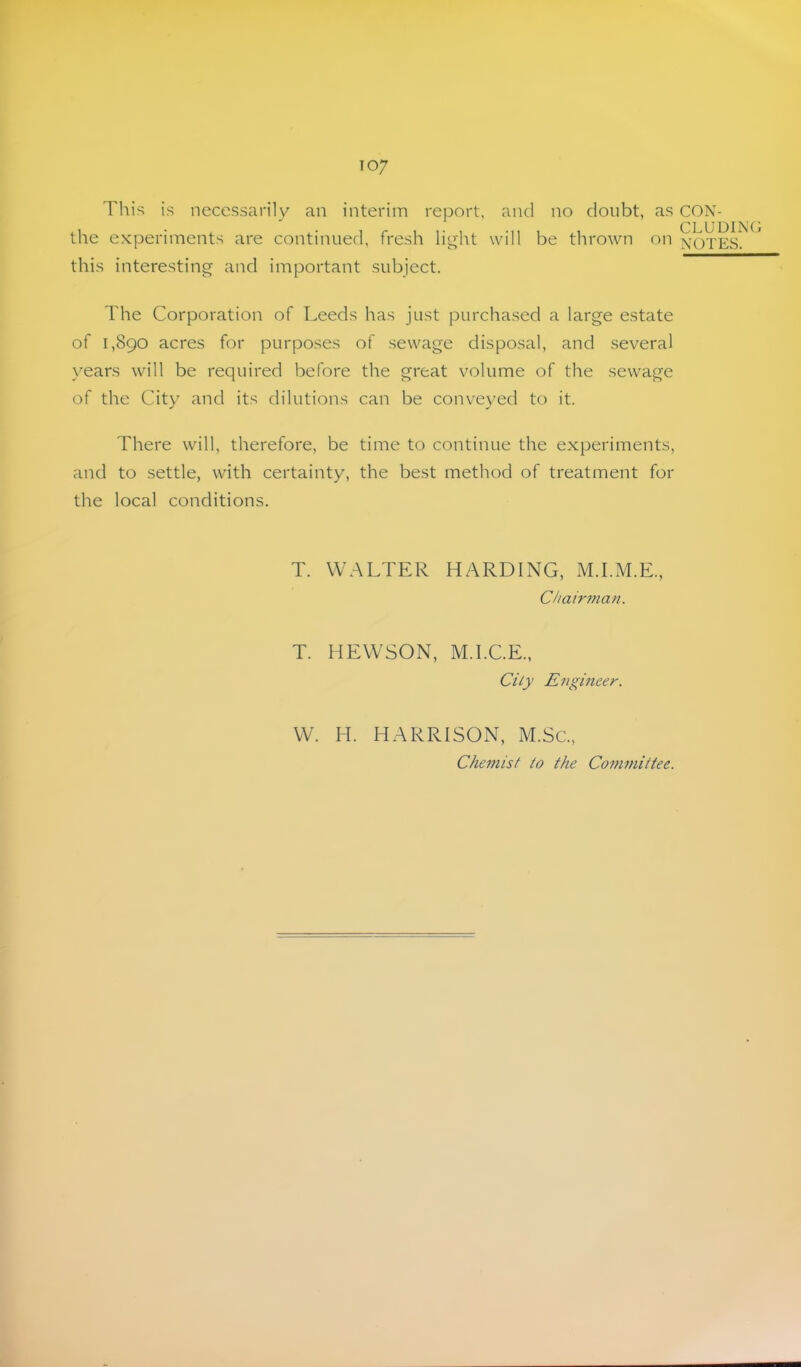 107
This is necessarily an interim report, and no doubt, as
the experiments are continued, fresh light will be thrown on
this interesting and important subject.
CON-
CLUDING
NOTES.
The Corporation of Leeds has just purchased a large estate
of 1,890 acres for purposes of sewage disposal, and several
years will be required before the great volume of the sewage
of the City and its dilutions can be conveyed to it.
There will, therefore, be time to continue the experiments,
and to settle, with certainty, the best method of treatment for
the local conditions.
T. WALTER HARDING, M.I.M.E.,
Chairman.
T. HEWSON, M.I.C.E.,
City Engineer.
W. H. HARRISON, M.Sc.,
Chemist to the Committee.